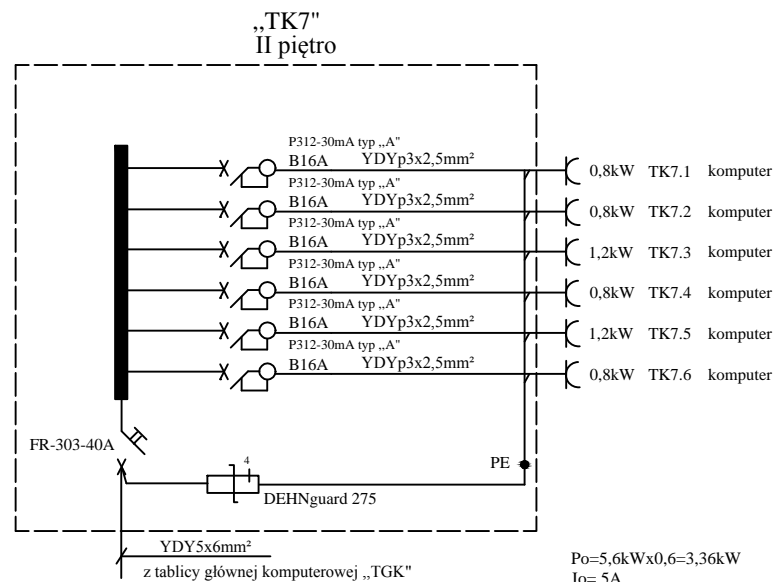 ,,TK7"
II piętro
P312-30mA typ ,,A"
B16A YDYp3x2,5mm² 0,8kW TK7.1 komputer
P312-30mA typ ,,A"
B16A YDYp3x2,5mm² 0,8kW TK7.2 komputer
P312-30mA typ ,,A"
B16A YDYp3x2,5mm² 1,2kW TK7.3 komputer
P312-30mA typ ,,A"
B16A YDYp3x2,5mm² 0,8kW TK7.4 komputer
P312-30mA typ ,,A"
B16A YDYp3x2,5mm² 1,2kW TK7.5 komputer
P312-30mA typ ,,A"
B16A YDYp3x2,5mm² 0,8kW TK7.6 komputer
FR-303-40A
4
PE
DEHNguard 275
YDY5x6mm²
z tablicy głównej komputerowej ,,TGK"
Po=5,6kWx0,6=3,36kW
Io= 5A